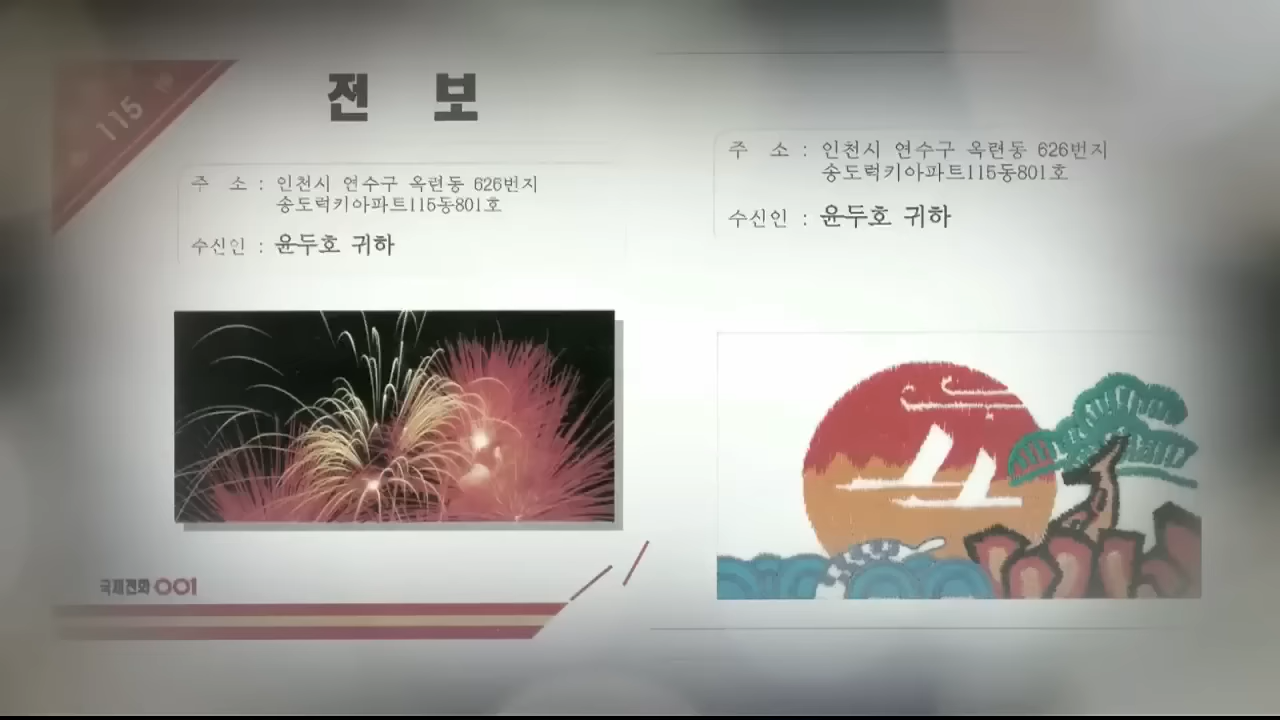 115
전 보
주 소 : 인천시 연수구 옥련동 626번지
송도럭키아파트115동801호
수신인 : 윤두호 귀하
국제전화 001
주 소 : 인천시 연수구 옥련동 626번지
송도럭키아파트115동801호
수신인 : 윤두호 귀하